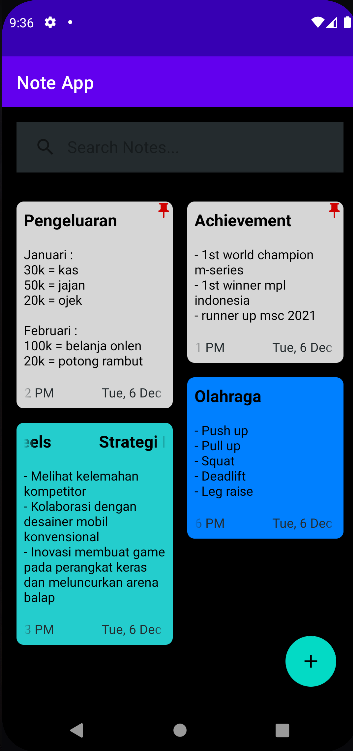 9:36
Note App
Search Notes...
Pengeluaran
Januari :
30k = kas
50k = jajan
20k = ojek
Februari :
100k = belanja onlen
20k = potong rambut
2 PM Tue, 6 Dec
Achievement
- 1st world champion
m-series
- 1st winner mpl
indonesia
- runner up msc 2021
1 PM Tue, 6 Dec
eels Strategi
- Melihat kelemahan
kompetitor
- Kolaborasi dengan
desainer mobil
konvensional
- Inovasi membuat game
pada perangkat keras
dan meluncurkan arena
balap
3 PM Tue, 6 Dec
Olahraga
- Push up
- Pull up
- Squat
- Deadlift
- Leg raise
6 PM Tue, 6 Dec
+